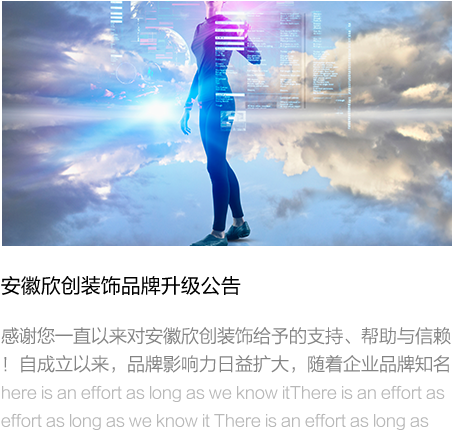 安徽欣创装饰品牌升级公告
感谢您一直以来对安徽欣创装饰给予的支持、帮助与信赖
！自成立以来，品牌影响力日益扩大，随着企业品牌知名
here is an effort as long as we know itThere is an effort as
effort as long as we know it There is an effort as long as